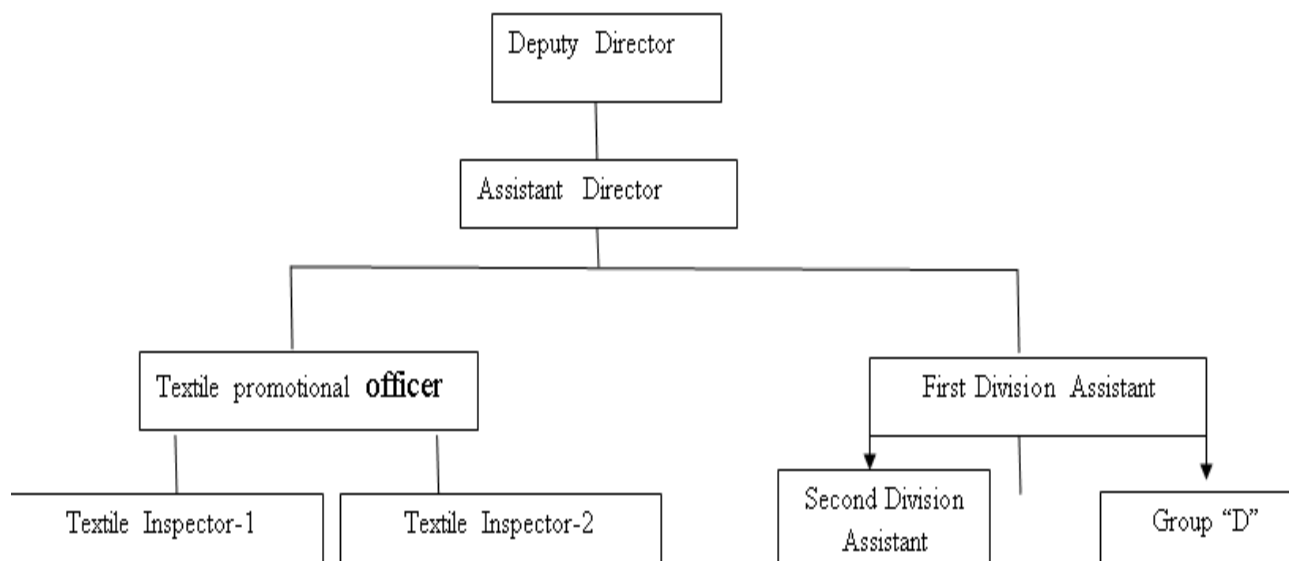 Deputy Director
Assistant Director
Textile promotional officer
First Division Assistant
Textile Inspector-1
Textile Inspector-2
Second Division
Assistant
Group “D”